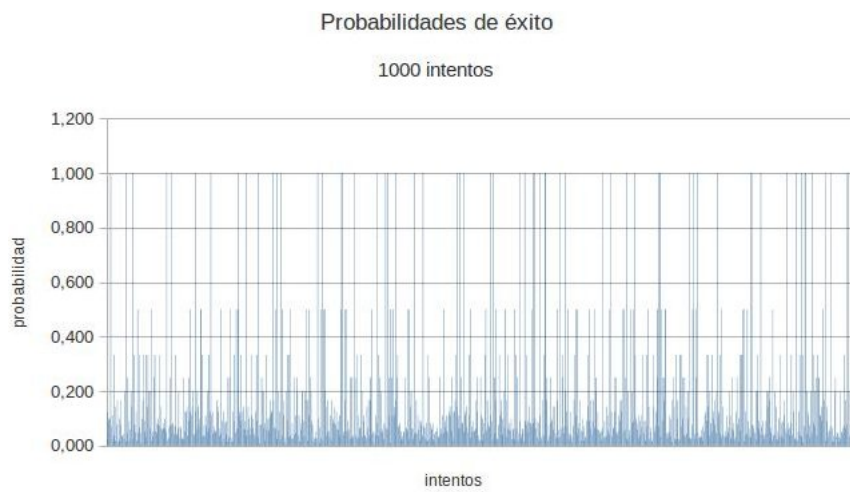 Probabilidades de éxito
1000 intentos
1,200
1,000
0,800
0,600
0,400
0,200
0,000
probabilidad
intentos